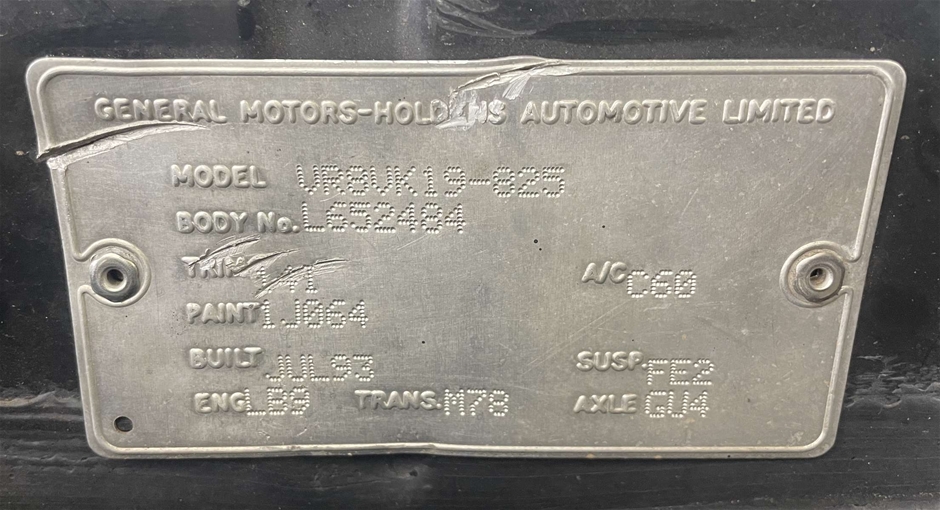 GENERAL MOTORS-HOLDENS AUTOMOTIVE LIMITED
MODEL VR8VK19-825
BODY No. L652484
TRIM A/C C60
PAINT 1J064
BUILT JUL93 SUSP. FE2
ENG LB9 TRANS. M78 AXLE GU4